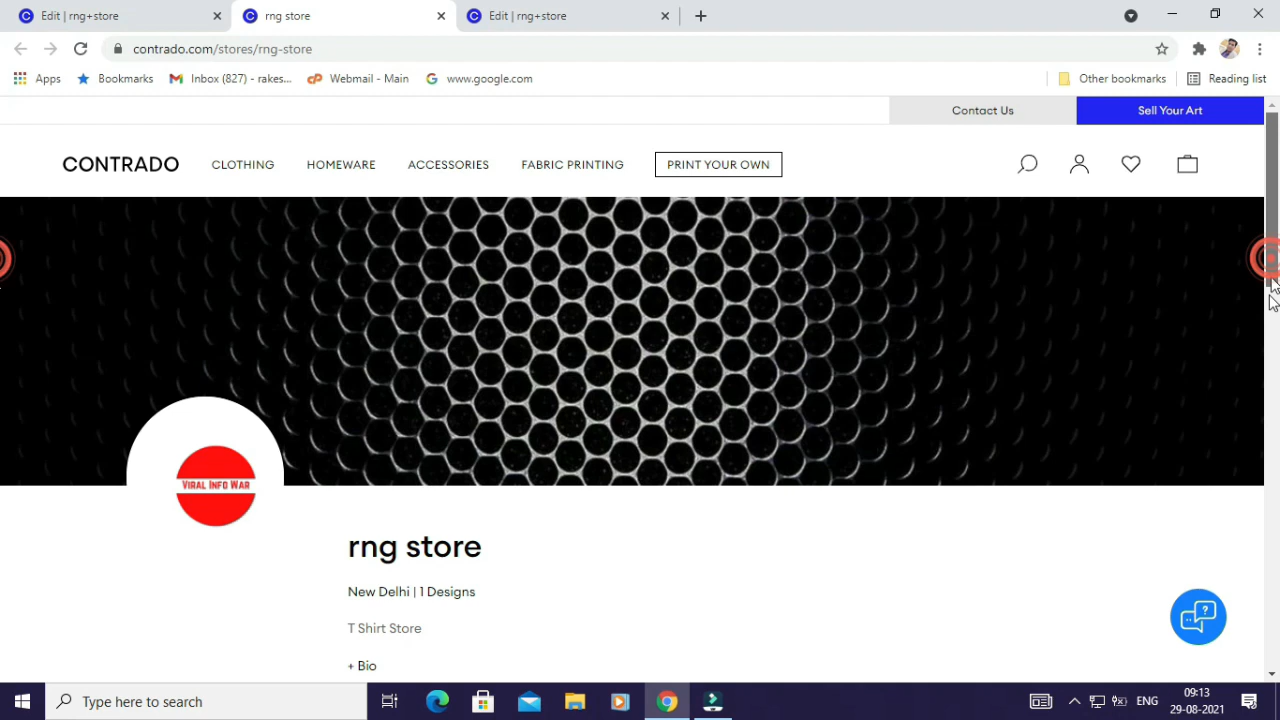 Edit | rng+store
rng store
Edit | rng+store
contrado.com/stores/rng-store
Apps
Bookmarks
Inbox (827) - rakes...
Webmail - Main
www.google.com
Other bookmarks
Reading list
Contact Us
Sell Your Art
CONTRADO
CLOTHING
HOMEWARE
ACCESSORIES
FABRIC PRINTING
PRINT YOUR OWN
VIRAL INFO WAR
rng store
New Delhi | 1 Designs
T Shirt Store
+ Bio
Type here to search
ENG
09:13
29-08-2021